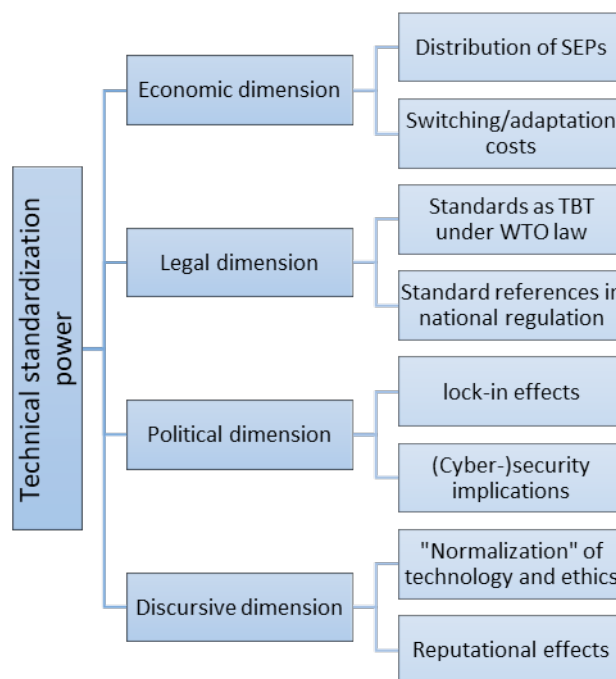 Technical standardization
power
Economic dimension
Distribution of SEPs
Switching/adaptation
costs
Legal dimension
Standards as TBT
under WTO law
Standard references in
national regulation
Political dimension
lock-in effects
(Cyber-)security
implications
Discursive dimension
"Normalization" of
technology and ethics
Reputational effects